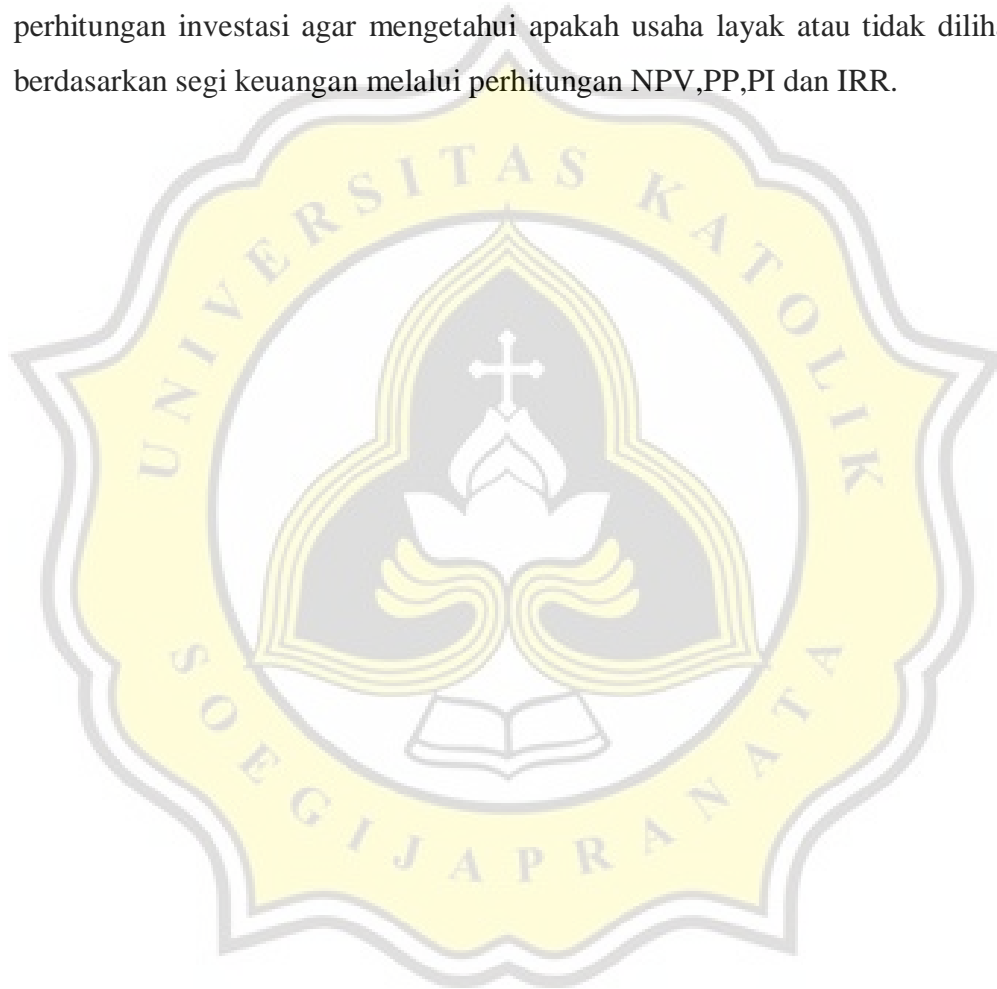 perhitungan investasi agar mengetahui apakah usaha layak atau tidak diliha
berdasarkan segi keuangan melalui perhitungan NPV,PP,PI dan IRR.
UNIVERSITAS KATOLIK
SOEGIJAPRANATA